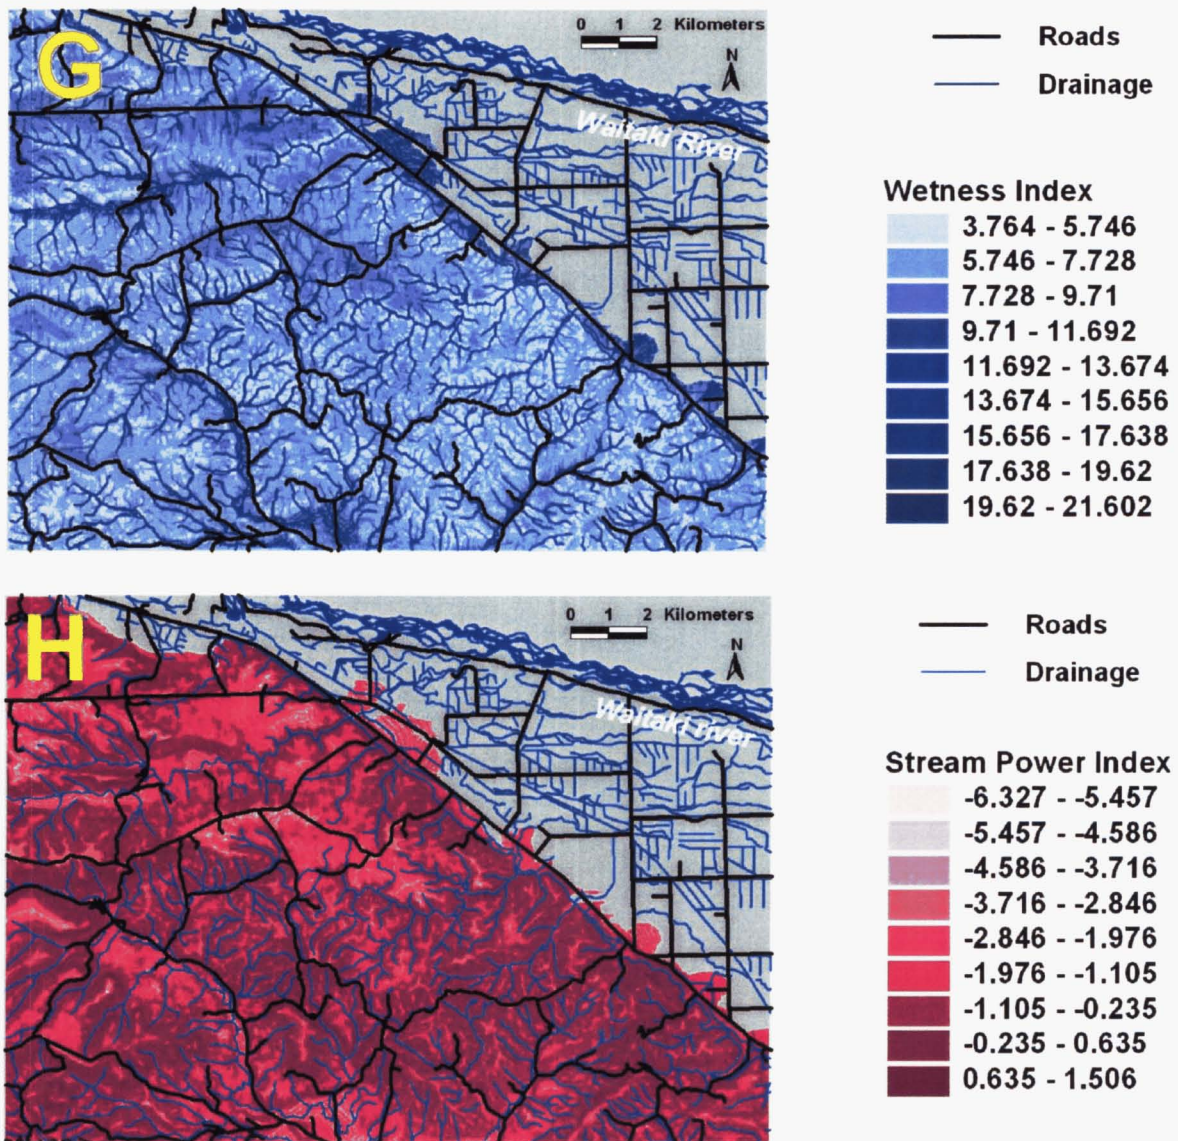 G
0 1 2 Kilometers
N
Waitaki River
Roads
Drainage
Wetness Index
3.764 - 5.746
5.746 - 7.728
7.728 - 9.71
9.71 - 11.692
11.692 - 13.674
13.674 - 15.656
15.656 - 17.638
17.638 - 19.62
19.62 - 21.602
H
0 1 2 Kilometers
N
Waitaki river
Roads
Drainage
Stream Power Index
-6.327 - -5.457
-5.457 - -4.586
-4.586 - -3.716
-3.716 - -2.846
-2.846 - -1.976
-1.976 - -1.105
-1.105 - -0.235
-0.235 - 0.635
0.635 - 1.506